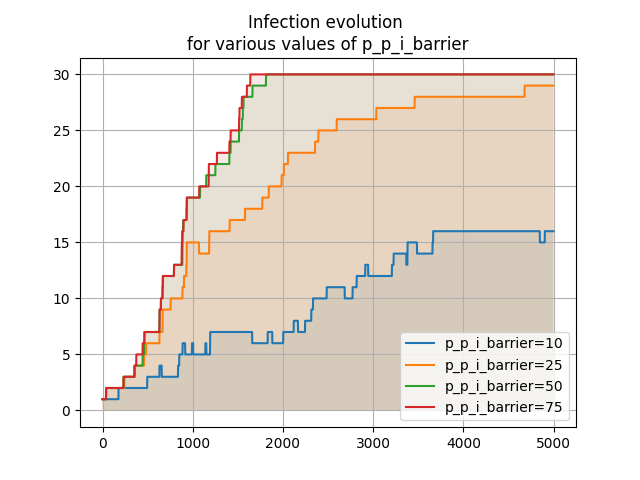 Infection evolution
for various values of p_p_i_barrier
30
25
20
15
10
5
0
0 1000 2000 3000 4000 5000
p_p_i_barrier=10
p_p_i_barrier=25
p_p_i_barrier=50
p_p_i_barrier=75